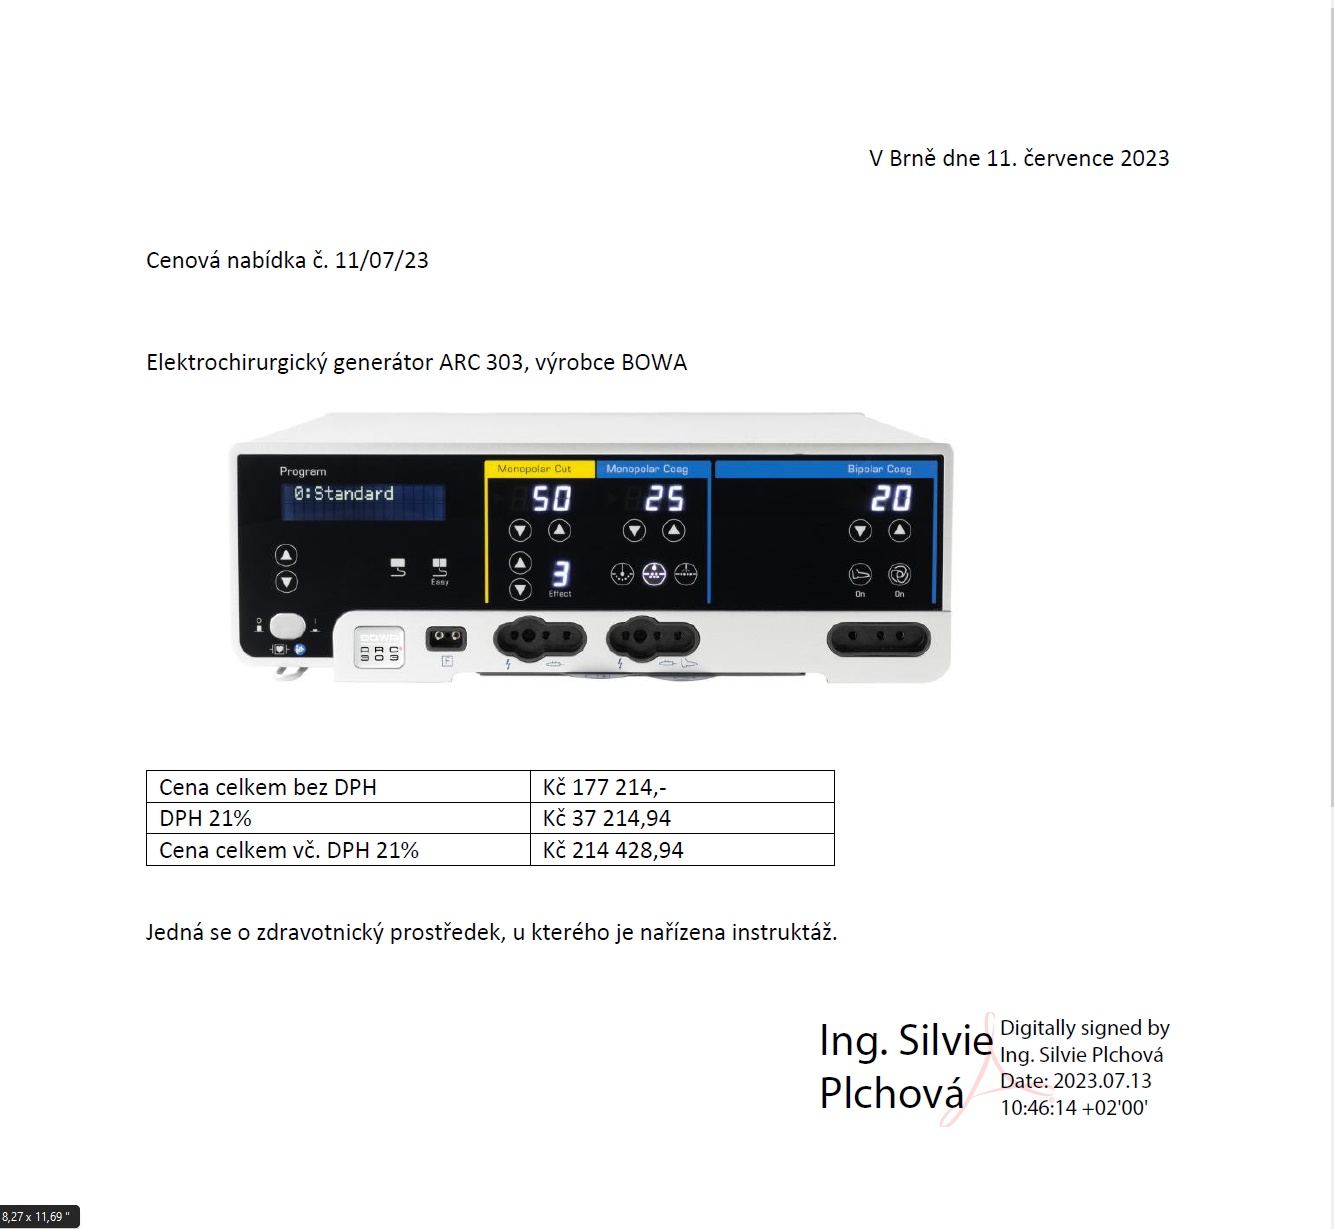 V Brně dne 11. července 2023
Cenová nabídka č. 11/07/23
Elektrochirurgický generátor ARC 303, výrobce BOWA
Program
0:Standard
Monopolar Cut
Monopolar Coag
Bipolar Coag
50
25
20
Easy
3
Effect
On
On
BOWA
ARC
303
F
Cena celkem bez DPH Kč 177 214,-
DPH 21% Kč 37 214,94
Cena celkem vč. DPH 21% Kč 214 428,94
Jedná se o zdravotnický prostředek, u kterého je nařízena instruktáž.
Ing. Silvie
Plchová
Digitally signed by
Ing. Silvie Plchová
Date: 2023.07.13
10:46:14 +02'00'
8,27 x 11,69 "